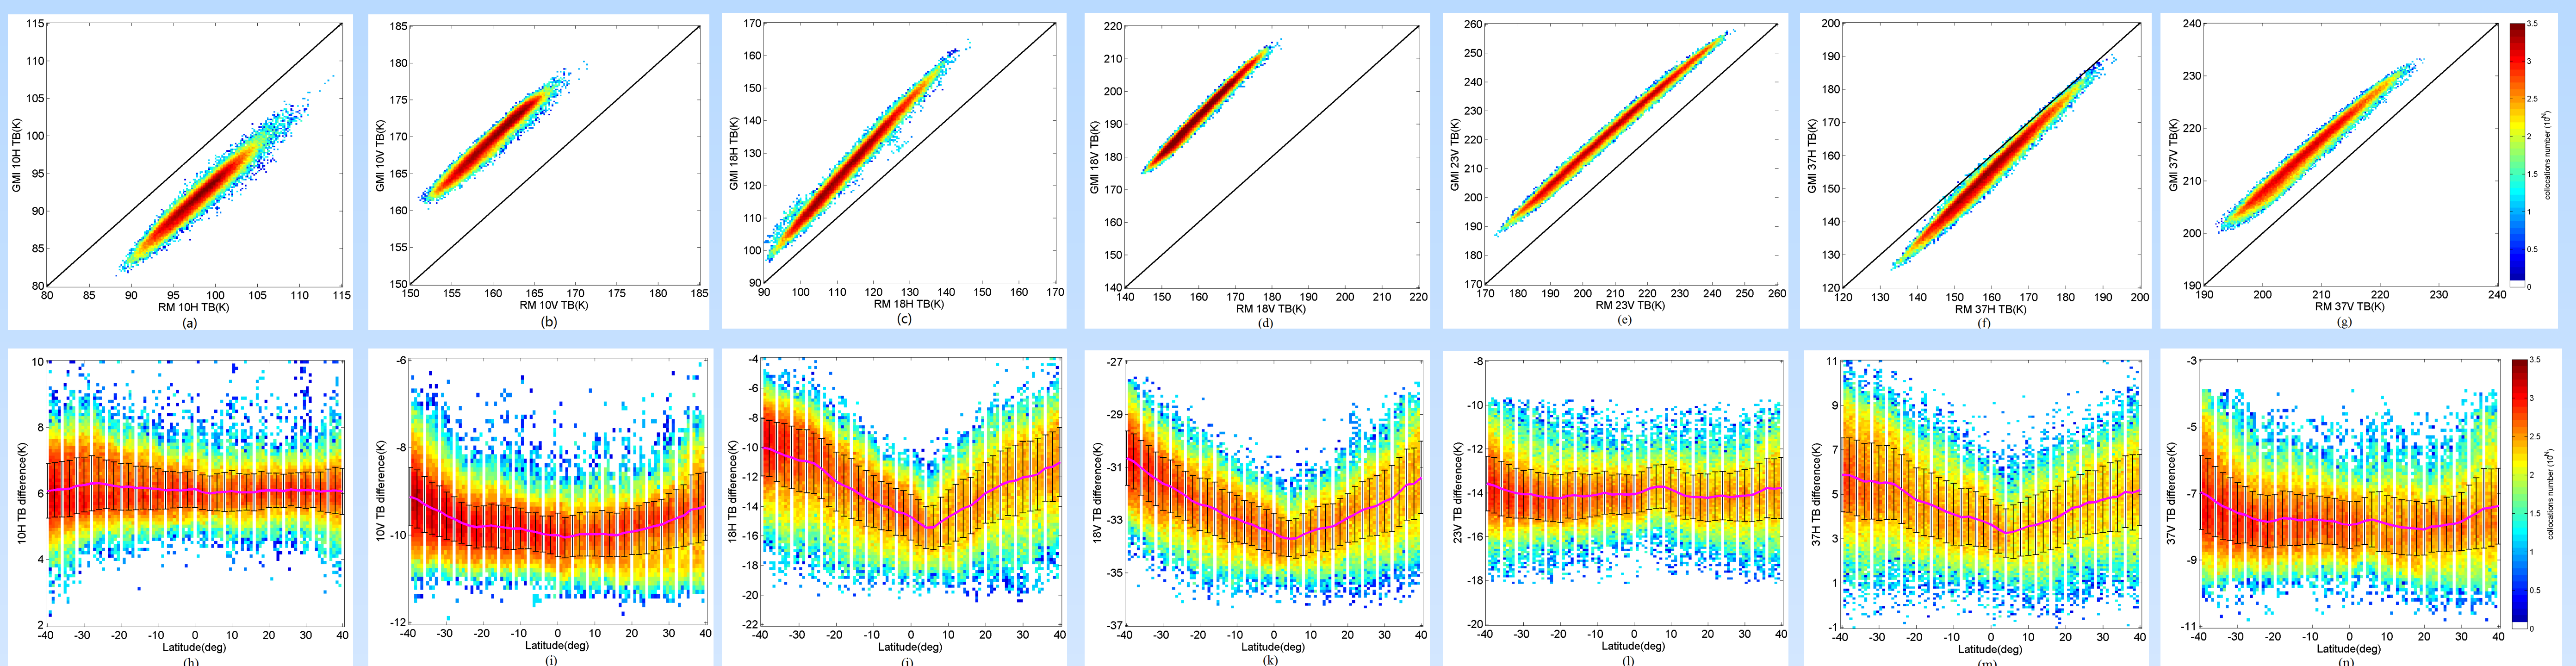 115
110
105
100
95
90
85
80
80 85 90 95 100 105 110 115
GMI 10H TB(K)
RM 10H TB(K)
(a)
185
180
175
170
165
160
155
150
150 155 160 165 170 175 180 185
GMI 10V TB(K)
RM 10V TB(K)
(b)
170
160
150
140
130
120
110
100
90
90 100 110 120 130 140 150 160 170
GMI 18H TB(K)
RM 18H TB(K)
(c)
220
210
200
190
180
170
160
150
140
140 150 160 170 180 190 200 210 220
GMI 18V TB(K)
RM 18V TB(K)
(d)
260
250
240
230
220
210
200
190
180
170
170 180 190 200 210 220 230 240 250 260
GMI 23V TB(K)
RM 23V TB(K)
(e)
200
190
180
170
160
150
140
130
120
120 130 140 150 160 170 180 190 200
GMI 37H TB(K)
RM 37H TB(K)
(f)
240
230
220
210
200
190
190 200 210 220 230 240
GMI 37V TB(K)
RM 37V TB(K)
(g)
3.5
3
2.5
2
1.5
1
0.5
0
collocations number (10^N)
10
8
6
4
2
-40 -30 -20 -10 0 10 20 30 40
10H TB difference(K)
Latitude(deg)
(h)
-6
-8
-10
-12
-40 -30 -20 -10 0 10 20 30 40
10V TB difference(K)
Latitude(deg)
(i)
-4
-6
-8
-10
-12
-14
-16
-18
-20
-22
-40 -30 -20 -10 0 10 20 30 40
18H TB difference(K)
Latitude(deg)
(j)
-27
-29
-31
-33
-35
-37
-40 -30 -20 -10 0 10 20 30 40
18V TB difference(K)
Latitude(deg)
(k)
-8
-10
-12
-14
-16
-18
-20
-40 -30 -20 -10 0 10 20 30 40
23V TB difference(K)
Latitude(deg)
(l)
11
9
7
5
3
1
-1
-40 -30 -20 -10 0 10 20 30 40
37H TB difference(K)
Latitude(deg)
(m)
-3
-5
-7
-9
-11
-40 -30 -20 -10 0 10 20 30 40
37V TB difference(K)
Latitude(deg)
(n)
3.5
3
2.5
2
1.5
1
0.5
0
collocations number (10^N)